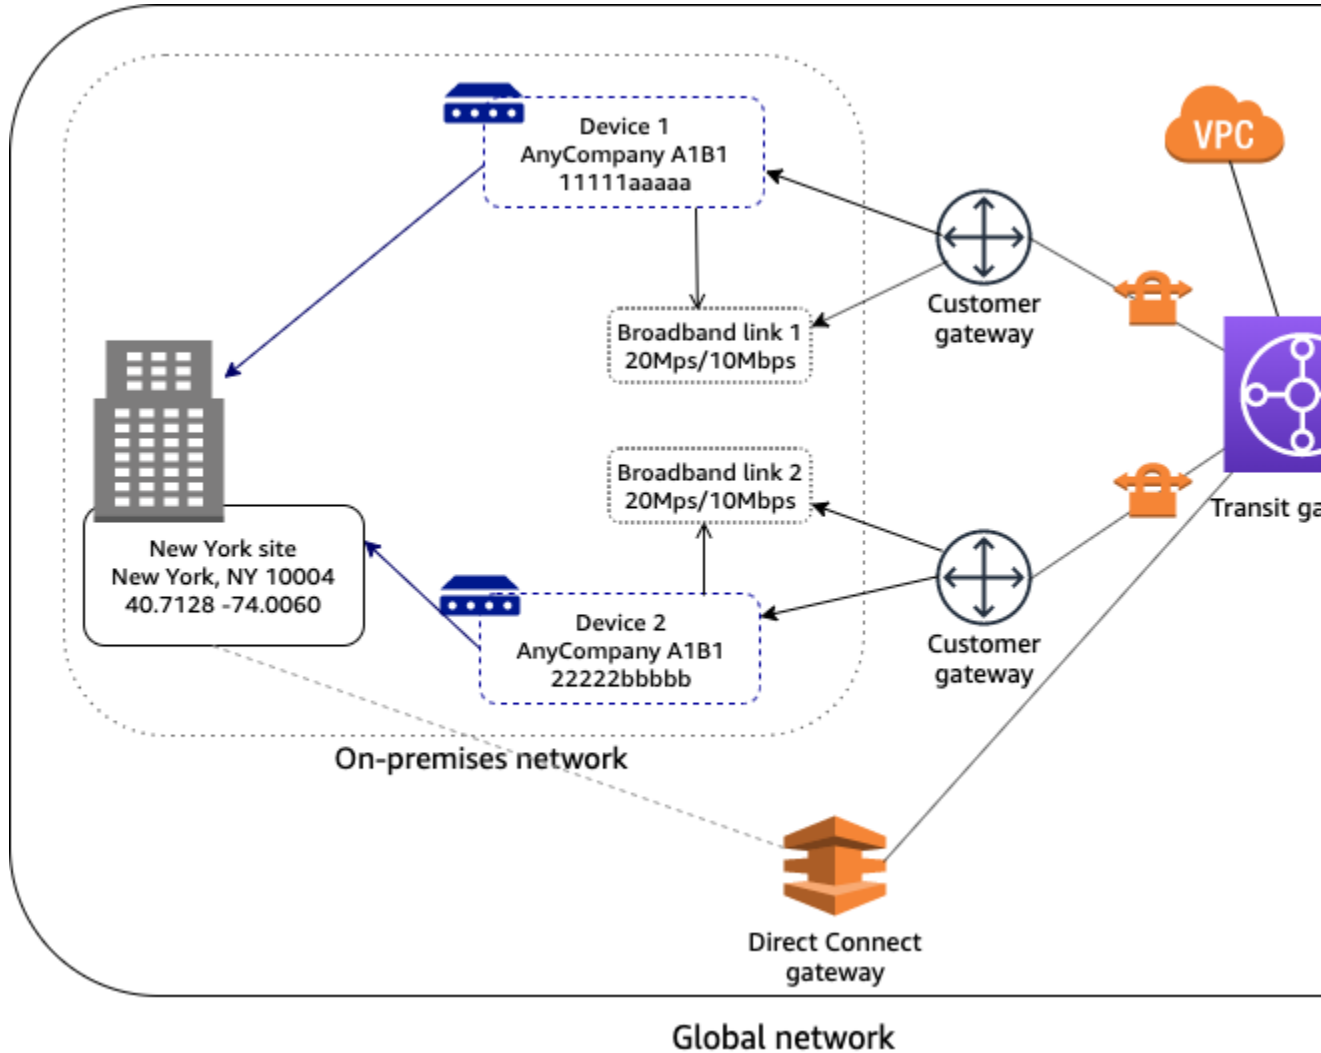 Device 1
AnyCompany A1B1
11111aaaaa
VPC
Customer
gateway
Broadband link 1
20Mps/10Mbps
Broadband link 2
20Mps/10Mbps
Transit ga
New York site
New York, NY 10004
40.7128 -74.0060
Device 2
AnyCompany A1B1
22222bbbbb
Customer
gateway
On-premises network
Direct Connect
gateway
Global network